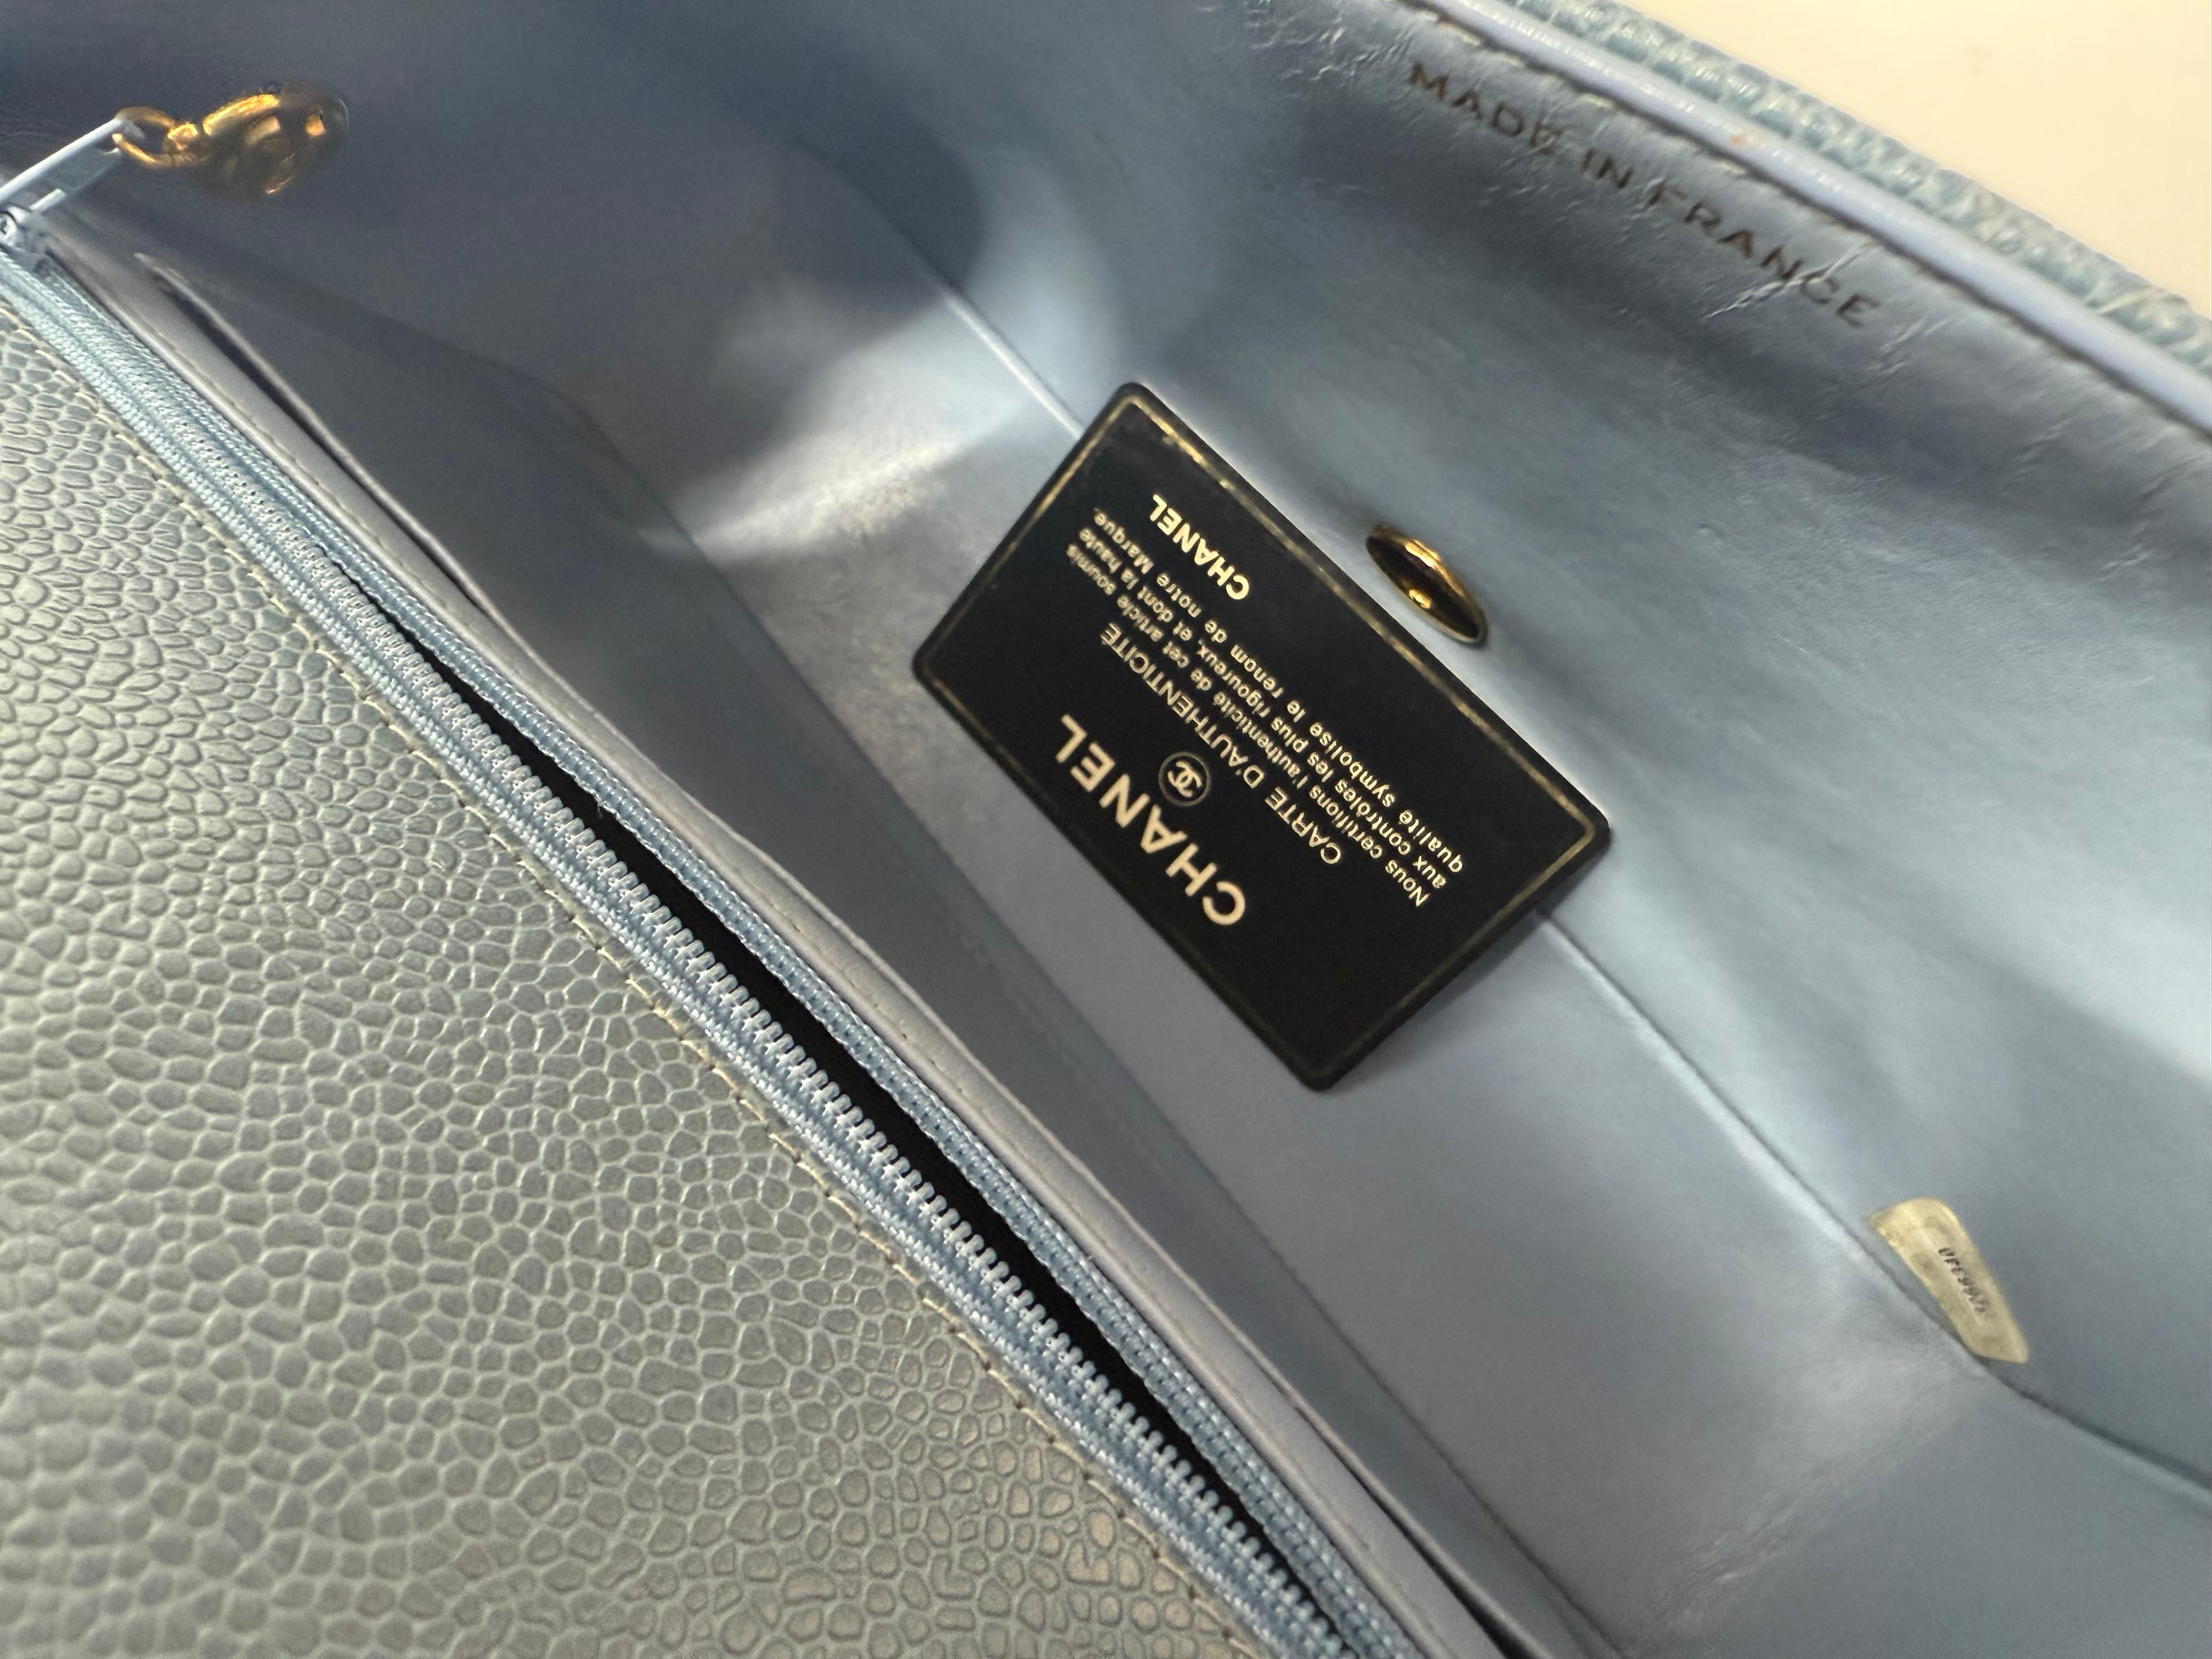 MADE IN FRANCE
CHANEL
CARTE D'AUTHENTICITÉ
Nous certifions l'authenticité de cet article soumis
aux contrôles les plus rigoureux, et dont la haute
qualité symbolise le renom de notre Marque.
CHANEL